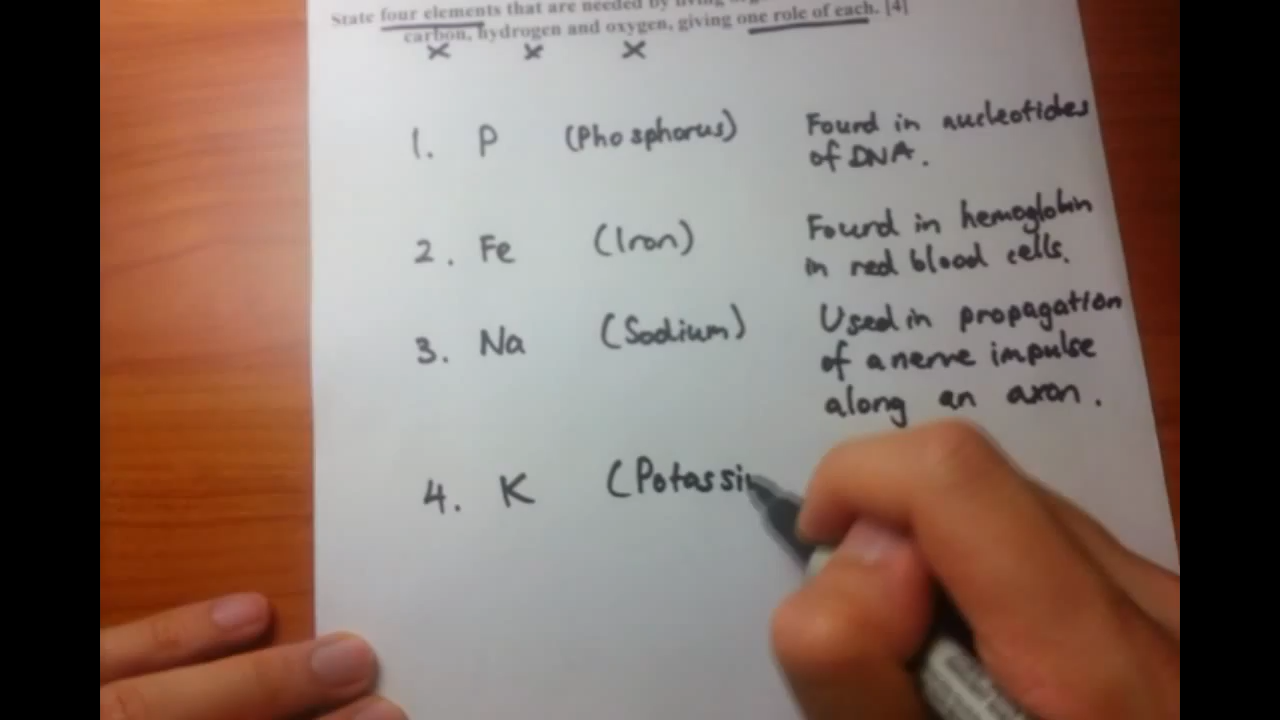 State four elements that are needed by
carbon, hydrogen and oxygen, giving one role of each. [4]
x x x
1. P (Phosphorus) Found in nucleotides
of DNA.
2. Fe (Iron) Found in hemoglobin
in red blood cells.
3. Na (Sodium) Used in propagation
of a nerve impulse
along an axon.
4. K (Potassi